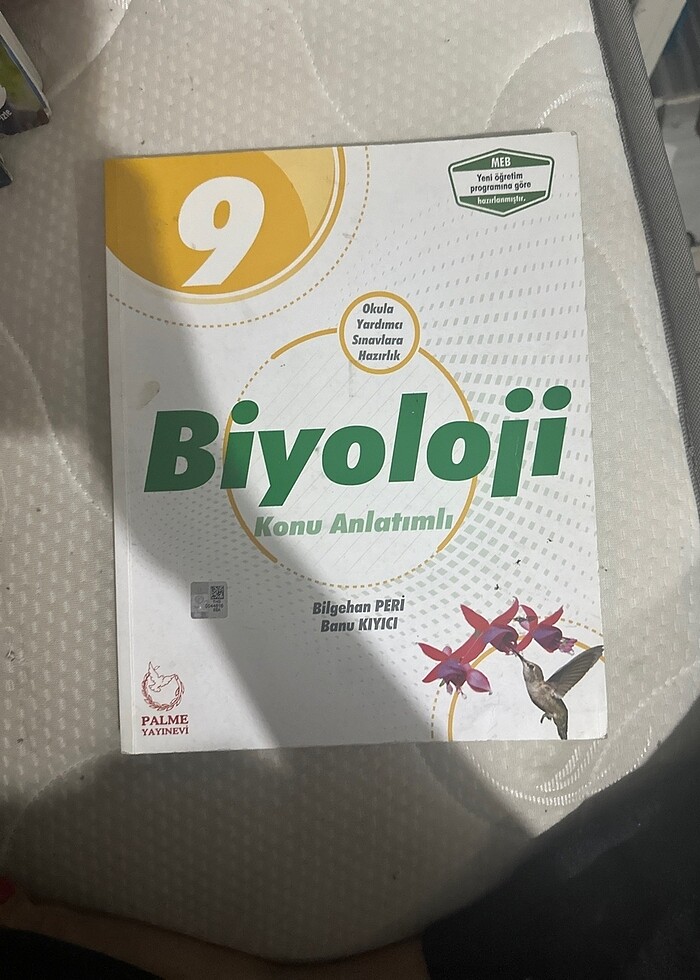 9
MEB
Yeni öğretim
programına göre
hazırlanmıştır.
Okula
Yardımcı
Sınavlara
Hazırlık
Biyoloji
Konu Anlatımlı
Bilgehan PERİ
Banu KIYICI
PALME
YAYINEVİ